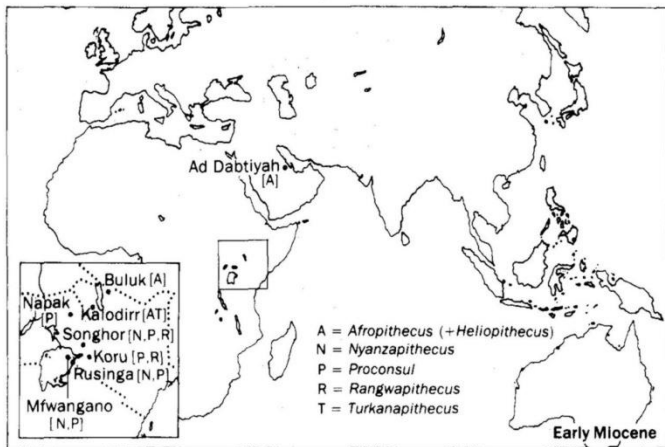 Ad Dabtiyah
[A]
Buluk [A]
Napak
[P]
Kalodirr [AT]
Songhor [N,P,R]
Koru [P,R]
Rusinga [N,P]
Mfwangano
[N,P]
A = Afropithecus (+Heliopithecus)
N = Nyanzapithecus
P = Proconsul
R = Rangwapithecus
T = Turkanapithecus
Early Miocene